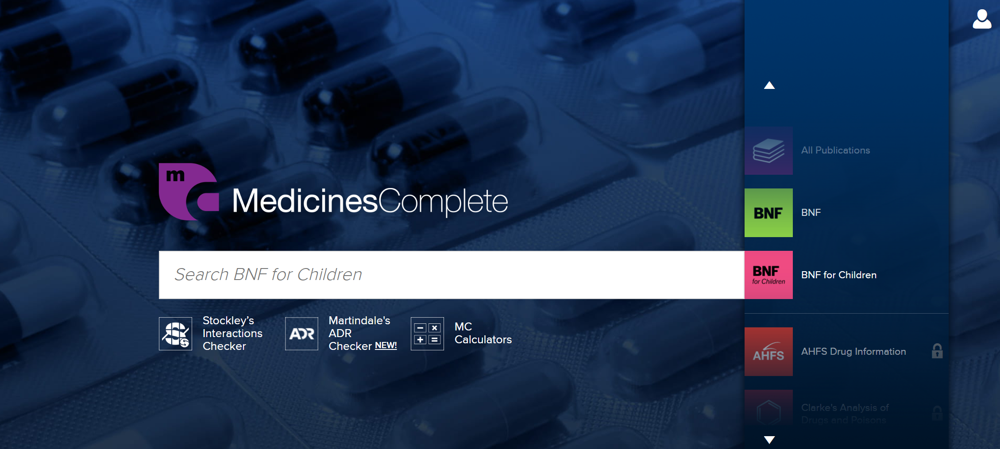 m
MedicinesComplete
Search BNF for Children
Stockley’s
Interactions
Checker
ADR
Martindale's
ADR
Checker NEW!
MC
Calculators
All Publications
BNF
BNF
BNF
for Children
BNF for Children
AHFS
AHFS Drug Information
Clarke's Analysis of
Drugs and Poisons